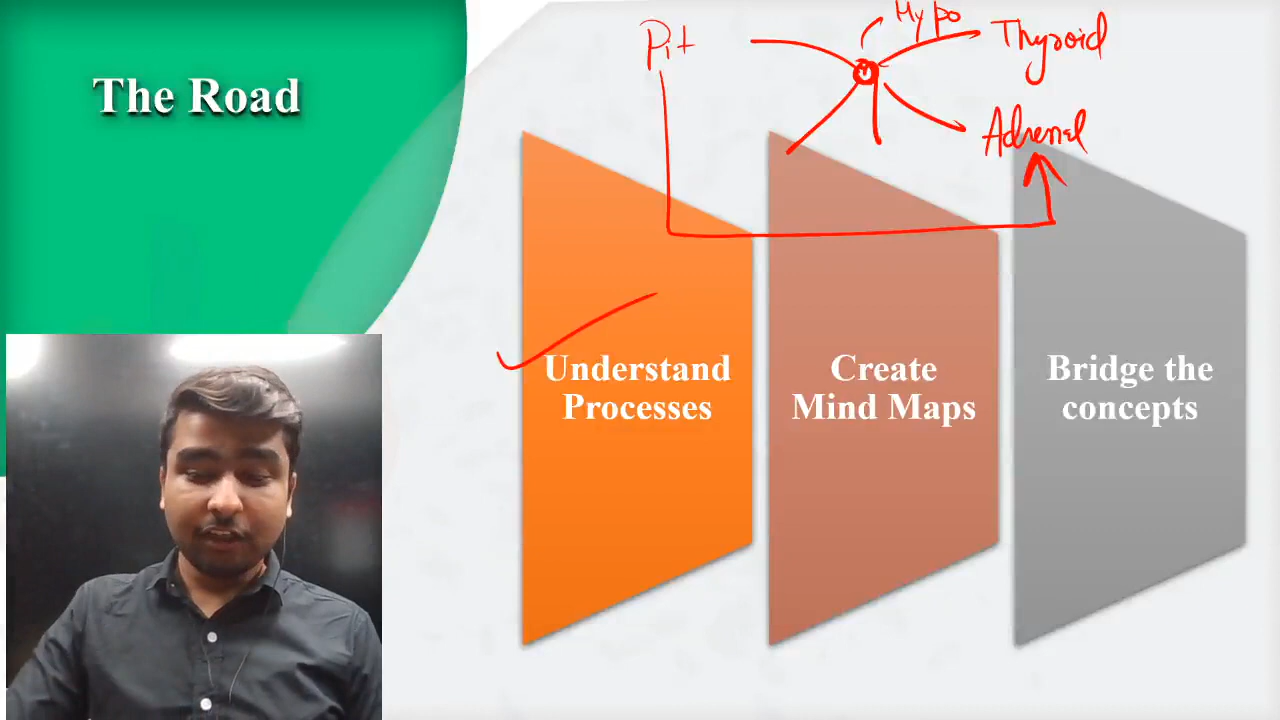 The Road
Pit
Hypo
Thyroid
Adrenal
Understand
Processes
Create
Mind Maps
Bridge the
concepts